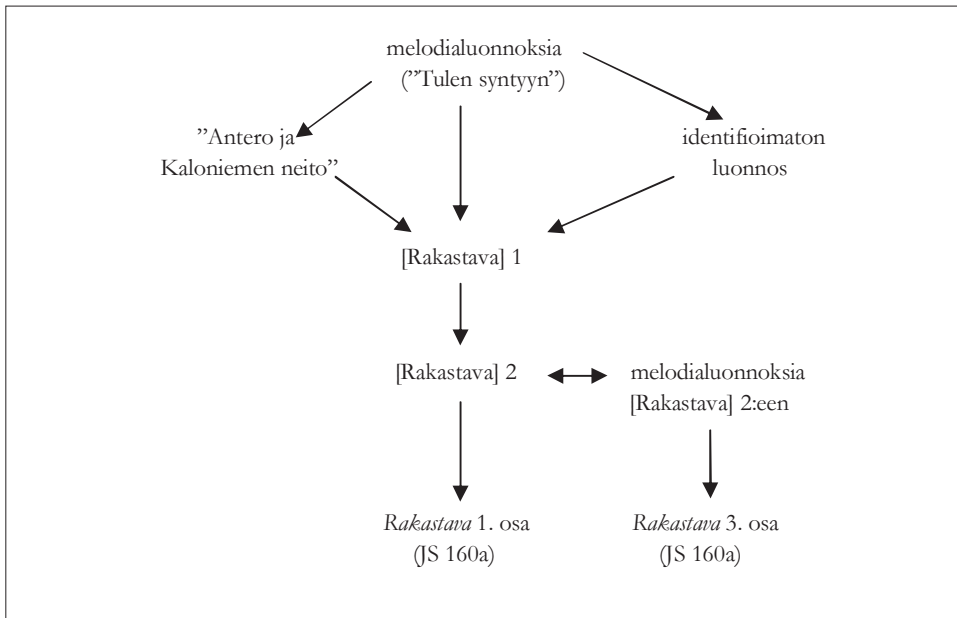 melodialuonnoksia
(”Tulen syntyyn”)
”Antero ja
Kaloniemen neito”
identifioimaton
luonnos
[Rakastava] 1
[Rakastava] 2
melodialuonnoksia
[Rakastava] 2:een
Rakastava 1. osa
(JS 160a)
Rakastava 3. osa
(JS 160a)